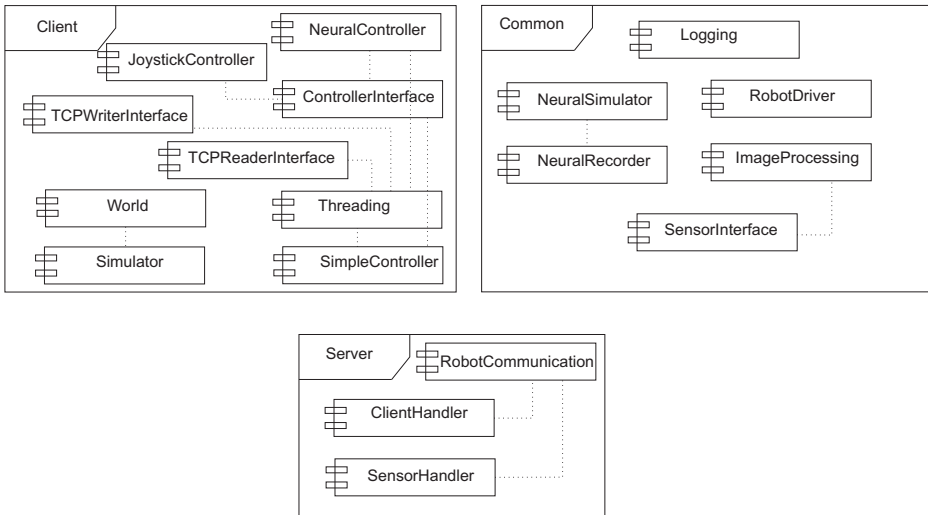 Client
NeuralController
JoystickController
ControllerInterface
TCPWriterInterface
TCPReaderInterface
World
Threading
Simulator
SimpleController
Common
Logging
NeuralSimulator
RobotDriver
NeuralRecorder
ImageProcessing
SensorInterface
Server
RobotCommunication
ClientHandler
SensorHandler